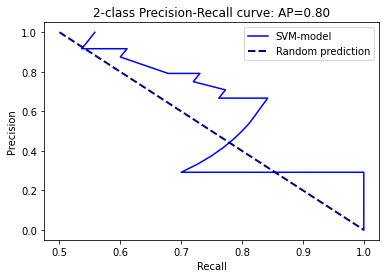 2-class Precision-Recall curve: AP=0.80
SVM-model
Random prediction
Precision
1.0
0.8
0.6
0.4
0.2
0.0
0.5 0.6 0.7 0.8 0.9 1.0
Recall